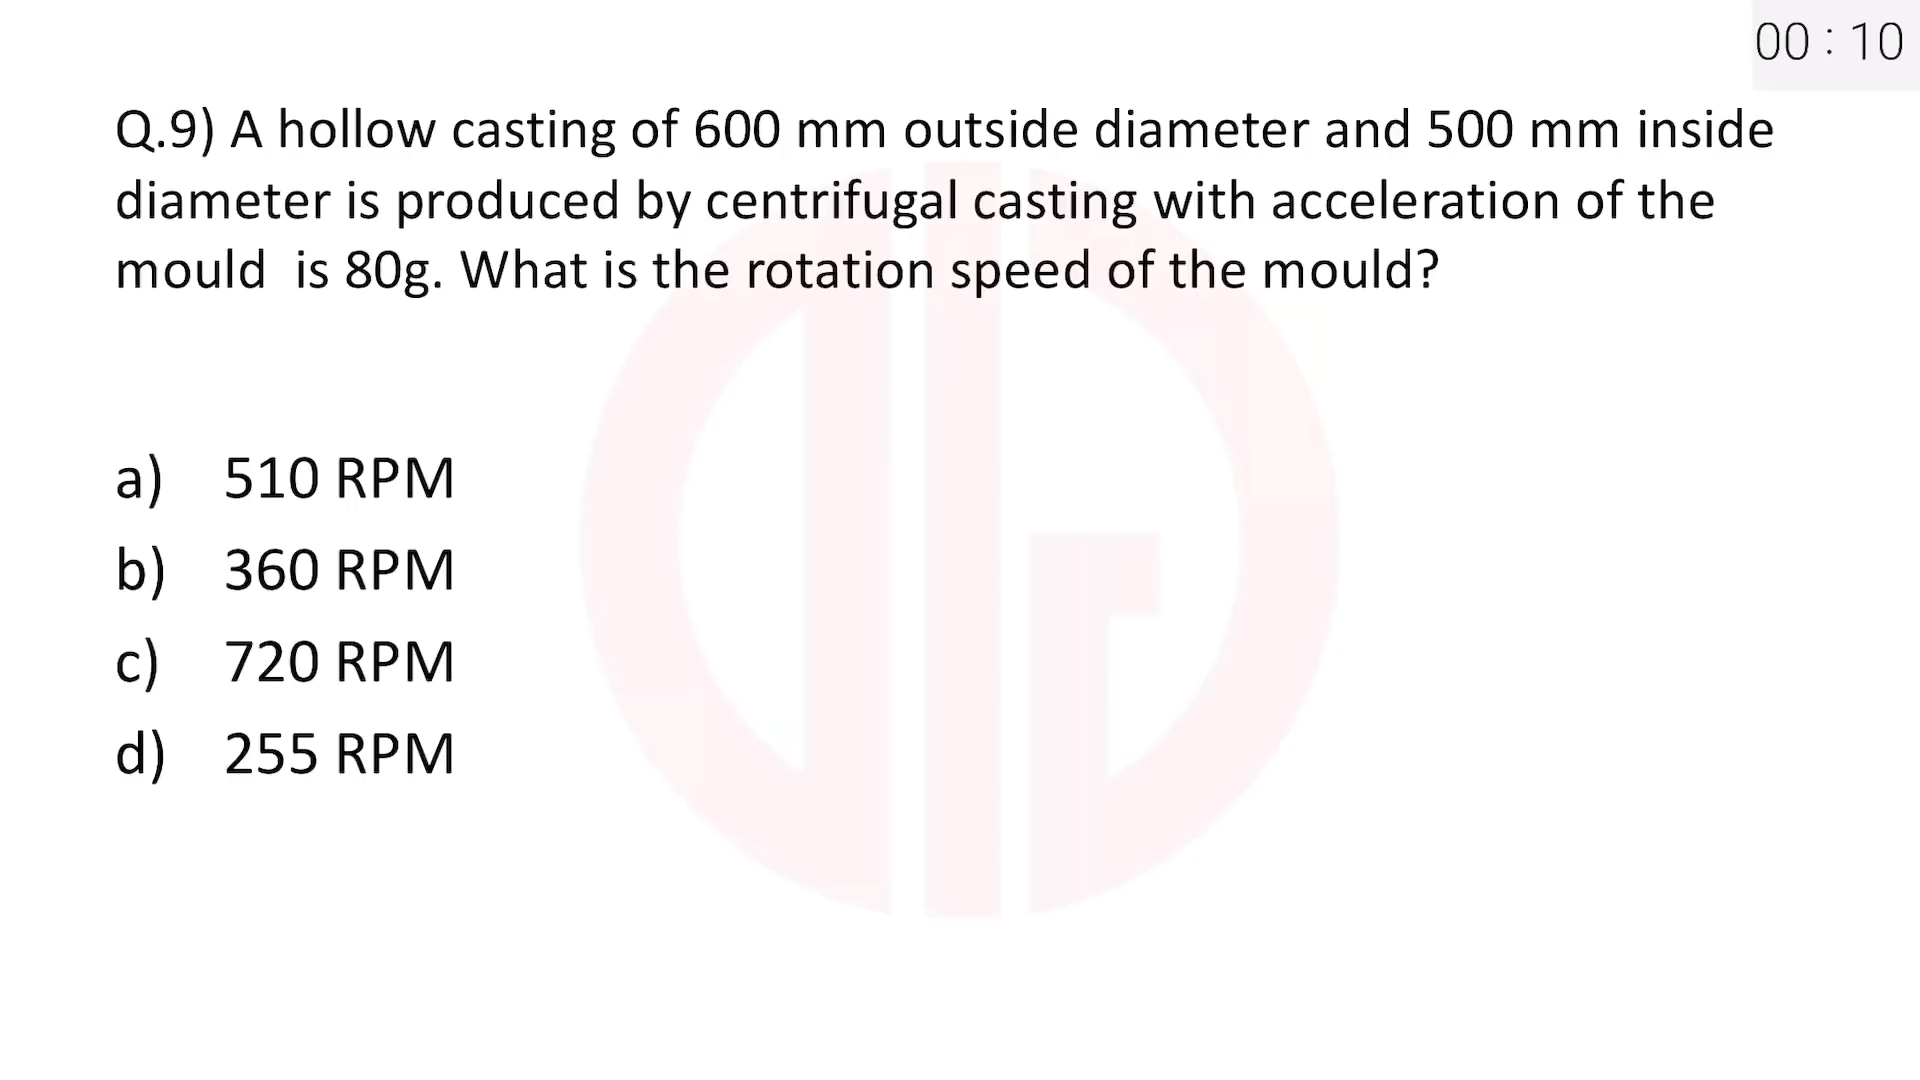 00 : 10
Q.9) A hollow casting of 600 mm outside diameter and 500 mm inside
diameter is produced by centrifugal casting with acceleration of the
mould is 80g. What is the rotation speed of the mould?
a) 510 RPM
b) 360 RPM
c) 720 RPM
d) 255 RPM